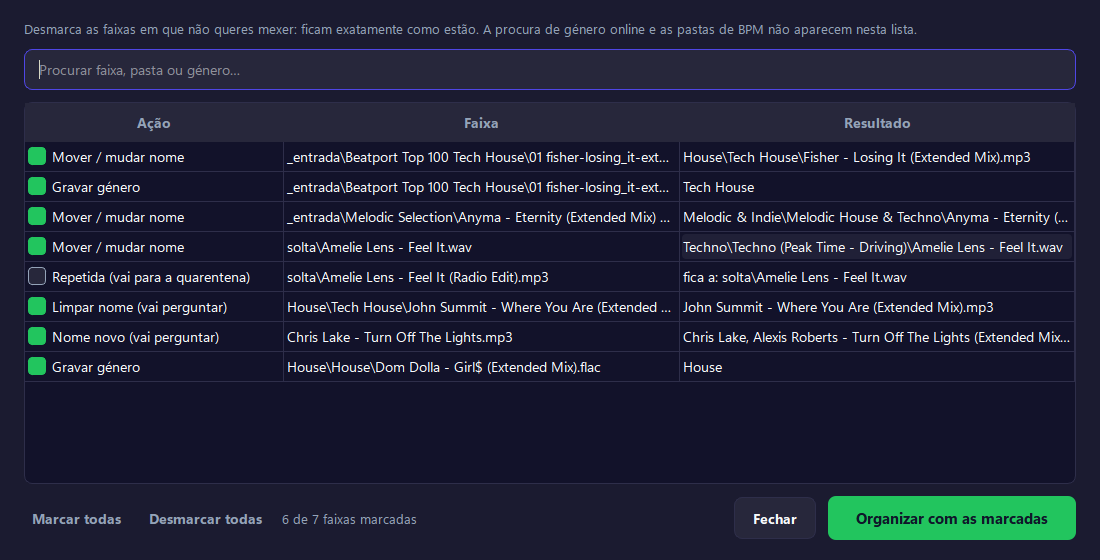 Desmarca as faixas em que não queres mexer: ficam exatamente como estão. A procura de género online e as pastas de BPM não aparecem nesta lista.
Procurar faixa, pasta ou género...
Ação Faixa Resultado
Mover / mudar nome _entrada\Beatport Top 100 Tech House\01 fisher-losing_it-ext... House\Tech House\Fisher - Losing It (Extended Mix).mp3
Gravar género _entrada\Beatport Top 100 Tech House\01 fisher-losing_it-ext... Tech House
Mover / mudar nome _entrada\Melodic Selection\Anyma - Eternity (Extended Mix) ... Melodic & Indie\Melodic House & Techno\Anyma - Eternity (...
Mover / mudar nome solta\Amelie Lens - Feel It.wav Techno\Techno (Peak Time - Driving)\Amelie Lens - Feel It.wav
Repetida (vai para a quarentena) solta\Amelie Lens - Feel It (Radio Edit).mp3 fica a: solta\Amelie Lens - Feel It.wav
Limpar nome (vai perguntar) House\Tech House\John Summit - Where You Are (Extended ... John Summit - Where You Are (Extended Mix).mp3
Nome novo (vai perguntar) Chris Lake - Turn Off The Lights.mp3 Chris Lake, Alexis Roberts - Turn Off The Lights (Extended Mix...
Gravar género House\House\Dom Dolla - Girl$ (Extended Mix).flac House
Marcar todas Desmarcar todas 6 de 7 faixas marcadas Fechar Organizar com as marcadas